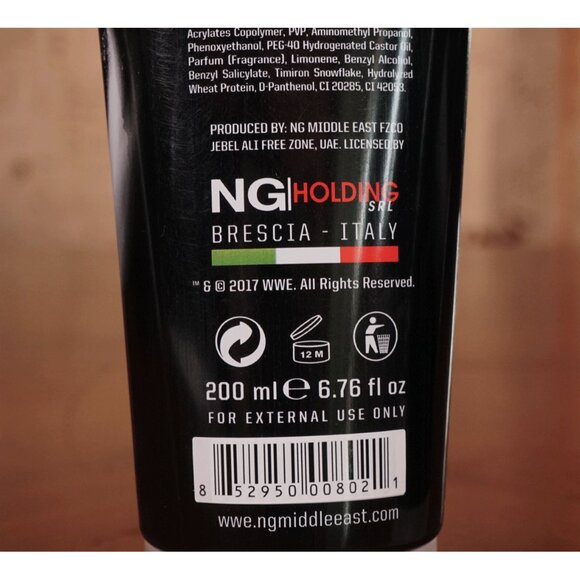 Acrylates Copolymer, PVP, Aminomethyl Propanol,
Phenoxyethanol, PEG-40 Hydrogenated Castor Oil,
Parfum (Fragrance), Limonene, Benzyl Alcohol,
Benzyl Salicylate, Timiron Snowflake, Hydrolyzed
Wheat Protein, D-Panthenol, CI 20285, CI 42053.
PRODUCED BY: NG MIDDLE EAST FZCO
JEBEL ALI FREE ZONE, UAE. LICENSED BY
NG|HOLDING
SRL
BRESCIA - ITALY
™ & © 2017 WWE. All Rights Reserved.
12 M
200 ml ℮ 6.76 fl oz
FOR EXTERNAL USE ONLY
8 52950 00802 1
www.ngmiddleeast.com